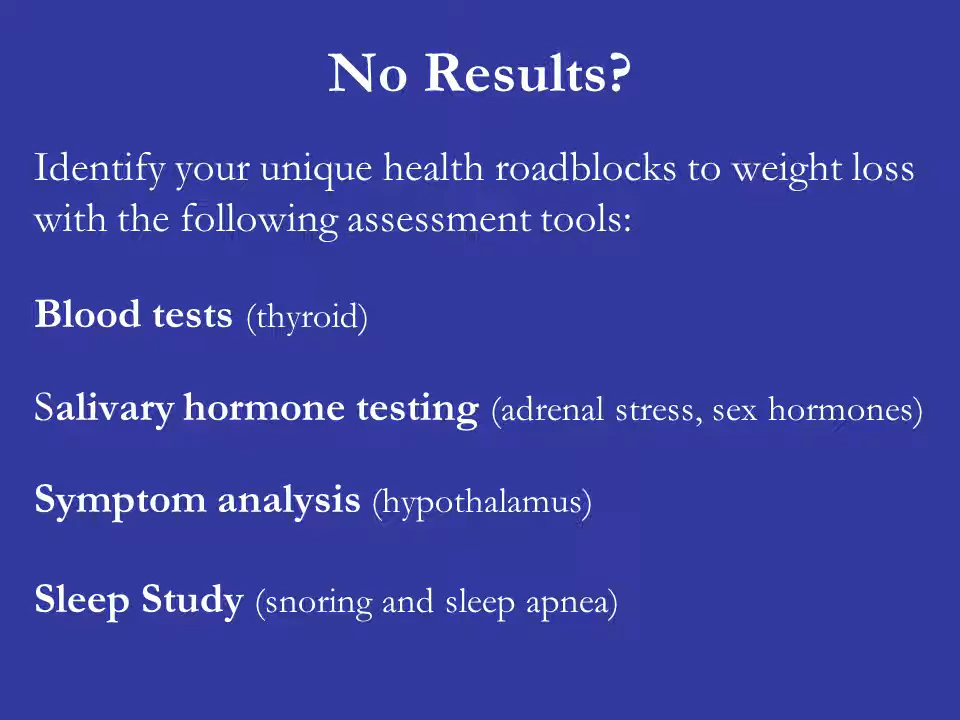 No Results?
Identify your unique health roadblocks to weight loss
with the following assessment tools:
Blood tests (thyroid)
Salivary hormone testing (adrenal stress, sex hormones)
Symptom analysis (hypothalamus)
Sleep Study (snoring and sleep apnea)